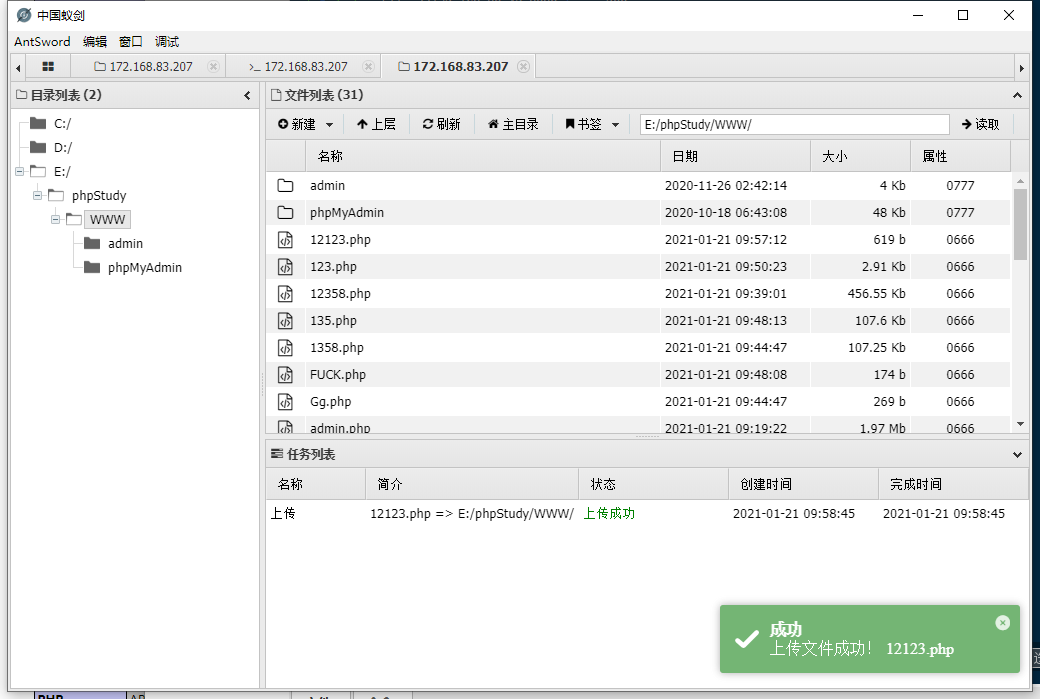 中国蚁剑
AntSword 编辑 窗口 调试
172.168.83.207 >_ 172.168.83.207 172.168.83.207
目录列表 (2)
C:/
D:/
E:/
phpStudy
WWW
admin
phpMyAdmin
文件列表 (31)
新建 上层 刷新 主目录 书签 E:/phpStudy/WWW/ 读取
名称 日期 大小 属性
admin 2020-11-26 02:42:14 4 Kb 0777
phpMyAdmin 2020-10-18 06:43:08 48 Kb 0777
12123.php 2021-01-21 09:57:12 619 b 0666
123.php 2021-01-21 09:50:23 2.91 Kb 0666
12358.php 2021-01-21 09:39:01 456.55 Kb 0666
135.php 2021-01-21 09:48:13 107.6 Kb 0666
1358.php 2021-01-21 09:44:47 107.25 Kb 0666
FUCK.php 2021-01-21 09:48:08 174 b 0666
Gg.php 2021-01-21 09:44:47 269 b 0666
admin.php 2021-01-21 09:19:22 1.97 Mb 0666
任务列表
名称 简介 状态 创建时间 完成时间
上传 12123.php => E:/phpStudy/WWW/ 上传成功 2021-01-21 09:58:45 2021-01-21 09:58:45
成功
上传文件成功! 12123.php